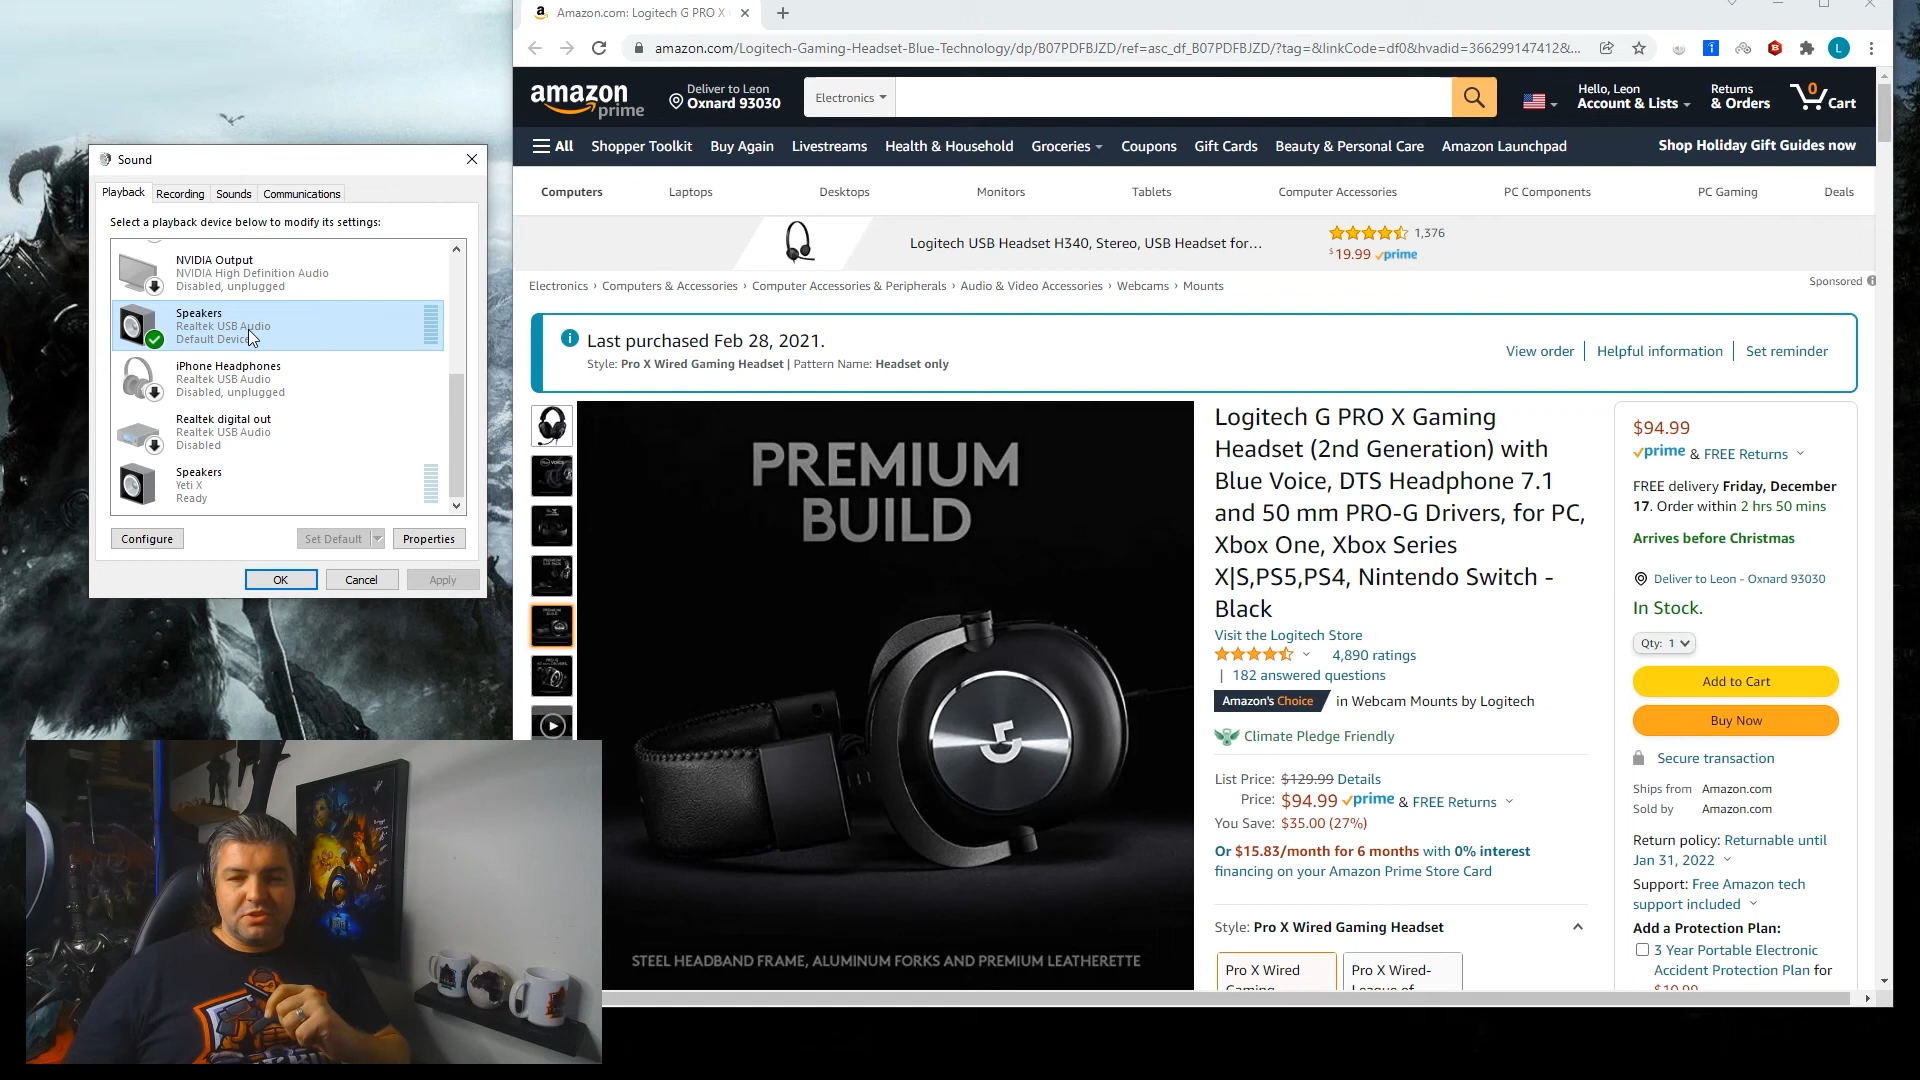 Amazon.com: Logitech G PRO X
amazon.com/Logitech-Gaming-Headset-Blue-Technology/dp/B07PDFBJZD/ref=asc_df_B07PDFBJZD/?tag=&linkCode=df0&hvadid=366299147412&...
L
amazon prime
Deliver to Leon
Oxnard 93030
Electronics
Hello, Leon
Account & Lists
Returns
& Orders
0
Cart
All Shopper Toolkit Buy Again Livestreams Health & Household Groceries Coupons Gift Cards Beauty & Personal Care Amazon Launchpad Shop Holiday Gift Guides now
Computers Laptops Desktops Monitors Tablets Computer Accessories PC Components PC Gaming Deals
Logitech USB Headset H340, Stereo, USB Headset for...
1,376
$19.99 prime
Sponsored
Electronics › Computers & Accessories › Computer Accessories & Peripherals › Audio & Video Accessories › Webcams › Mounts
Last purchased Feb 28, 2021.
Style: Pro X Wired Gaming Headset | Pattern Name: Headset only
View order
Helpful information
Set reminder
Sound
Playback Recording Sounds Communications
Select a playback device below to modify its settings:
NVIDIA Output
NVIDIA High Definition Audio
Disabled, unplugged
Speakers
Realtek USB Audio
Default Device
iPhone Headphones
Realtek USB Audio
Disabled, unplugged
Realtek digital out
Realtek USB Audio
Disabled
Speakers
Yeti X
Ready
Configure Set Default Properties
OK Cancel Apply
PREMIUM
BUILD
STEEL HEADBAND FRAME, ALUMINUM FORKS AND PREMIUM LEATHERETTE
Logitech G PRO X Gaming
Headset (2nd Generation) with
Blue Voice, DTS Headphone 7.1
and 50 mm PRO-G Drivers, for PC,
Xbox One, Xbox Series
X|S,PS5,PS4, Nintendo Switch -
Black
Visit the Logitech Store
4,890 ratings
| 182 answered questions
Amazon's Choice in Webcam Mounts by Logitech
Climate Pledge Friendly
List Price: $129.99 Details
Price: $94.99 prime & FREE Returns
You Save: $35.00 (27%)
Or $15.83/month for 6 months with 0% interest
financing on your Amazon Prime Store Card
Style: Pro X Wired Gaming Headset
Pro X Wired
Gaming
Pro X Wired-
League of
$94.99
prime & FREE Returns
FREE delivery Friday, December
17. Order within 2 hrs 50 mins
Arrives before Christmas
Deliver to Leon - Oxnard 93030
In Stock.
Qty: 1
Add to Cart
Buy Now
Secure transaction
Ships from Amazon.com
Sold by Amazon.com
Return policy: Returnable until
Jan 31, 2022
Support: Free Amazon tech
support included
Add a Protection Plan:
3 Year Portable Electronic
Accident Protection Plan for
$10.99